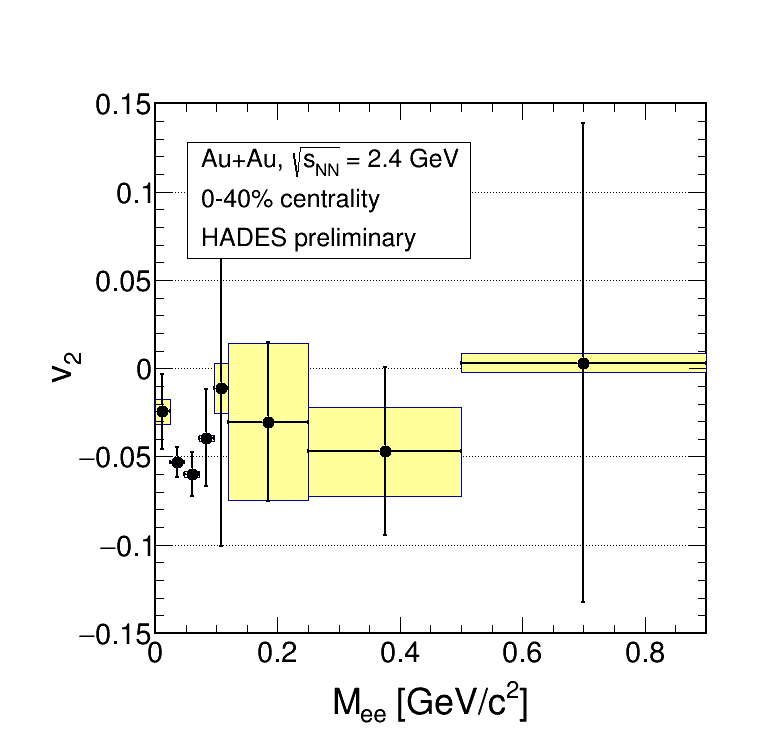 0.15
0.1
0.05
0
−0.05
−0.1
−0.15
v2
Au+Au, √sNN = 2.4 GeV
0-40% centrality
HADES preliminary
0 0.2 0.4 0.6 0.8
Mee [GeV/c2]